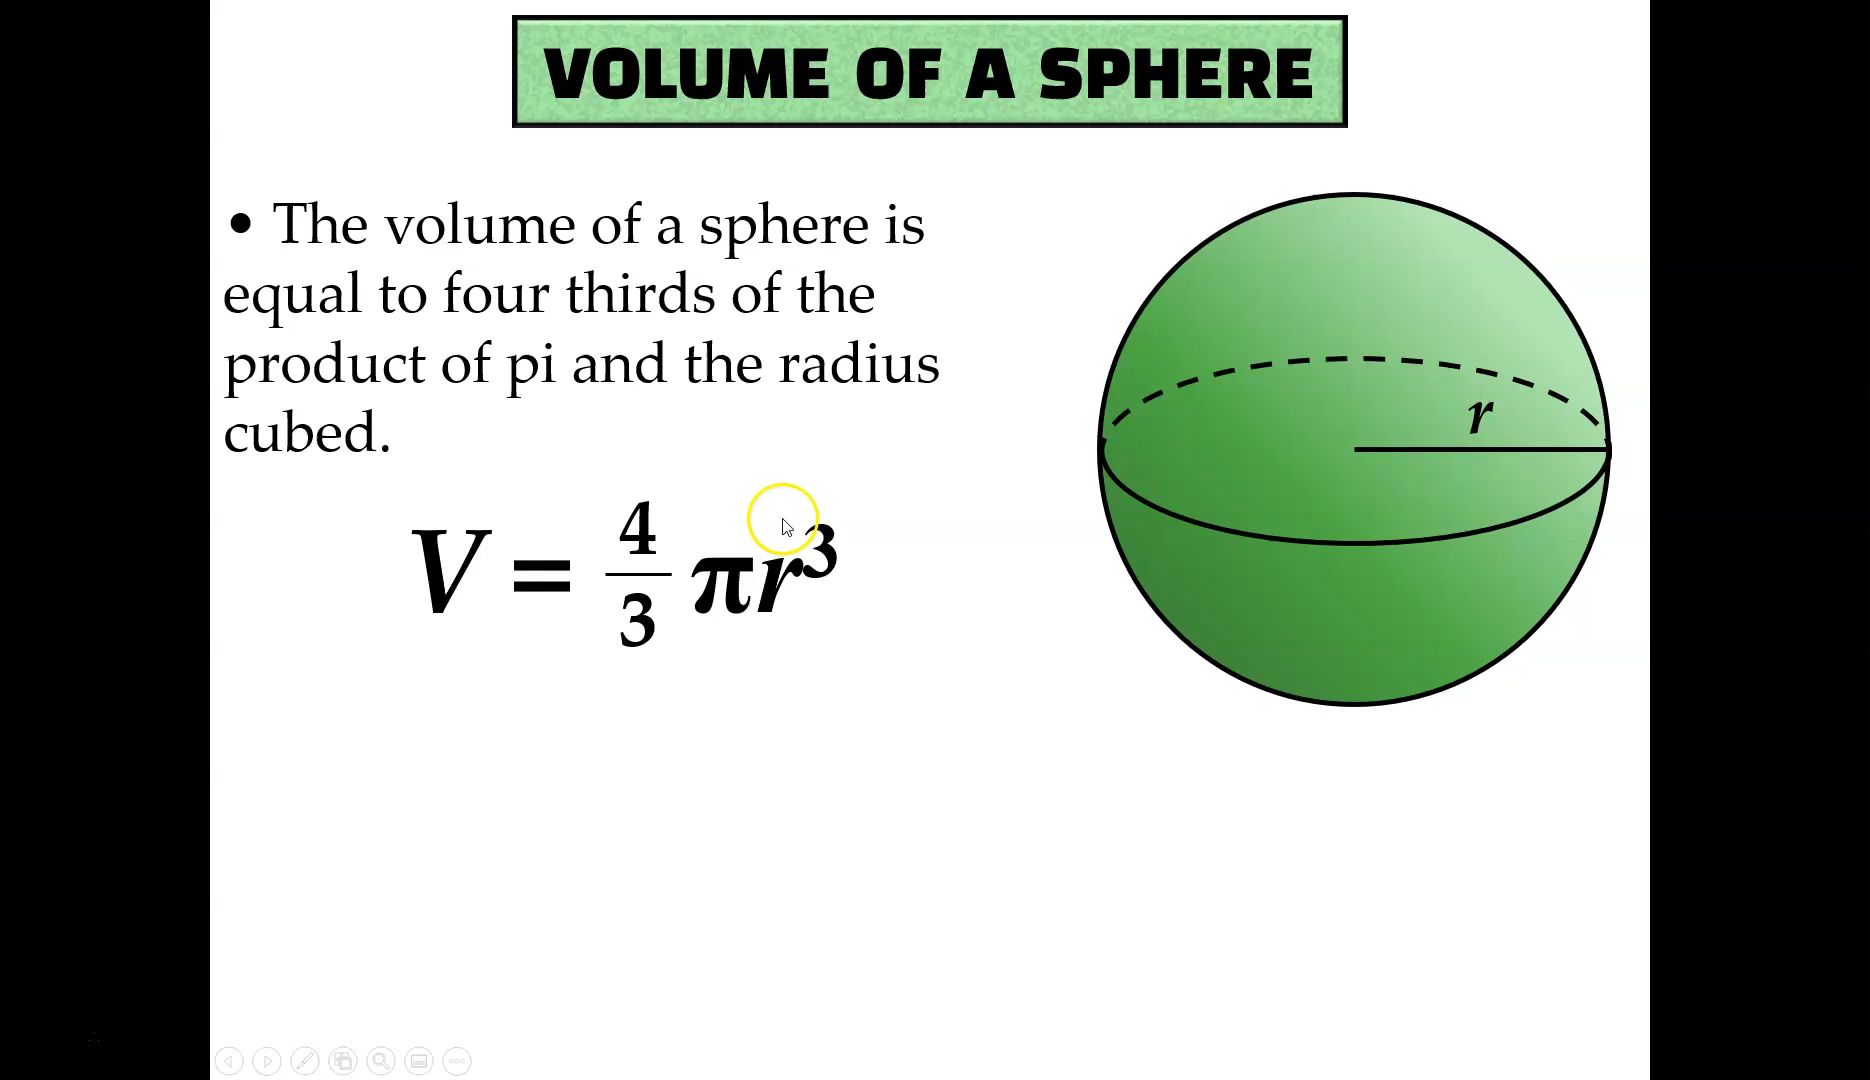 VOLUME OF A SPHERE
• The volume of a sphere is
equal to four thirds of the
product of pi and the radius
cubed.
V = 4/3 πr³
r